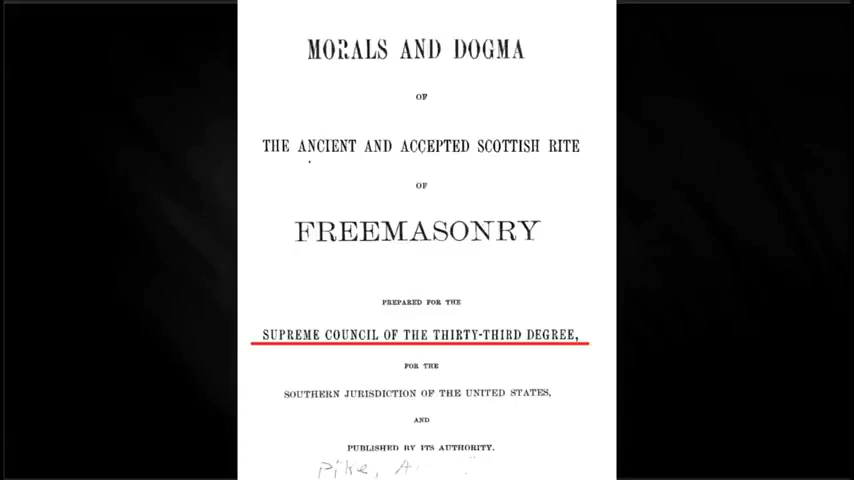 MORALS AND DOGMA
OF
THE ANCIENT AND ACCEPTED SCOTTISH RITE
OF
FREEMASONRY
PREPARED FOR THE
SUPREME COUNCIL OF THE THIRTY-THIRD DEGREE,
FOR THE
SOUTHERN JURISDICTION OF THE UNITED STATES,
AND
PUBLISHED BY ITS AUTHORITY.
Pike,